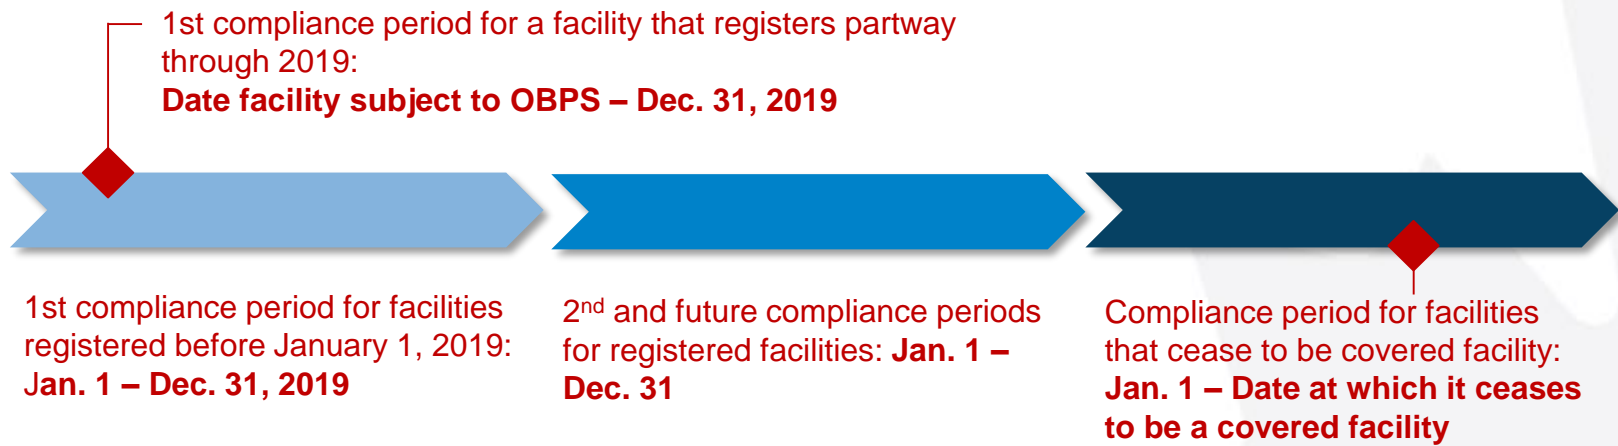 1st compliance period for a facility that registers partway
through 2019:
Date facility subject to OBPS – Dec. 31, 2019
1st compliance period for facilities
registered before January 1, 2019:
Jan. 1 – Dec. 31, 2019
2nd and future compliance periods
for registered facilities: Jan. 1 –
Dec. 31
Compliance period for facilities
that cease to be covered facility:
Jan. 1 – Date at which it ceases
to be a covered facility